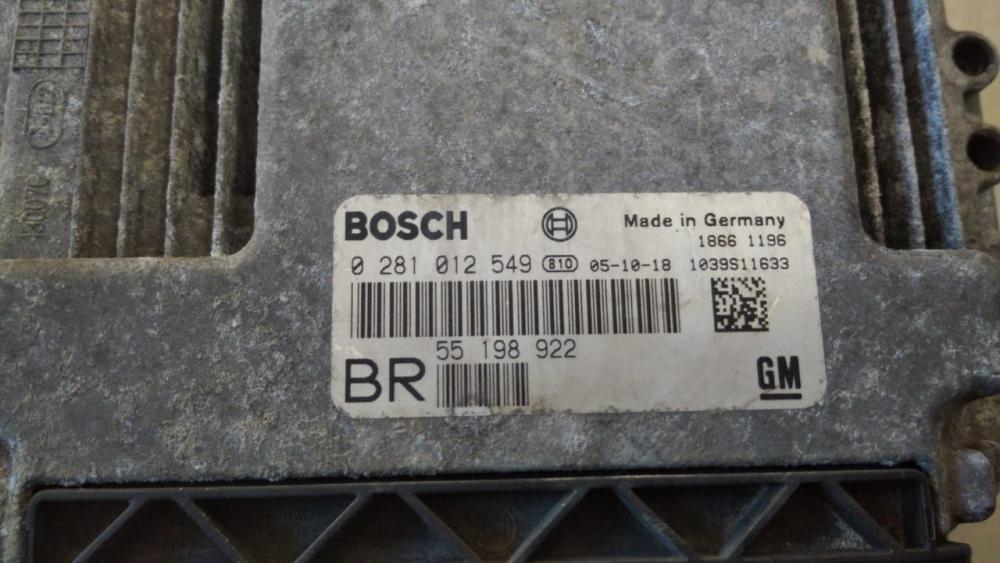 BOSCH Made in Germany
1866 1196
0 281 012 549 810 05-10-18 1039S11633
55 198 922
BR
GM